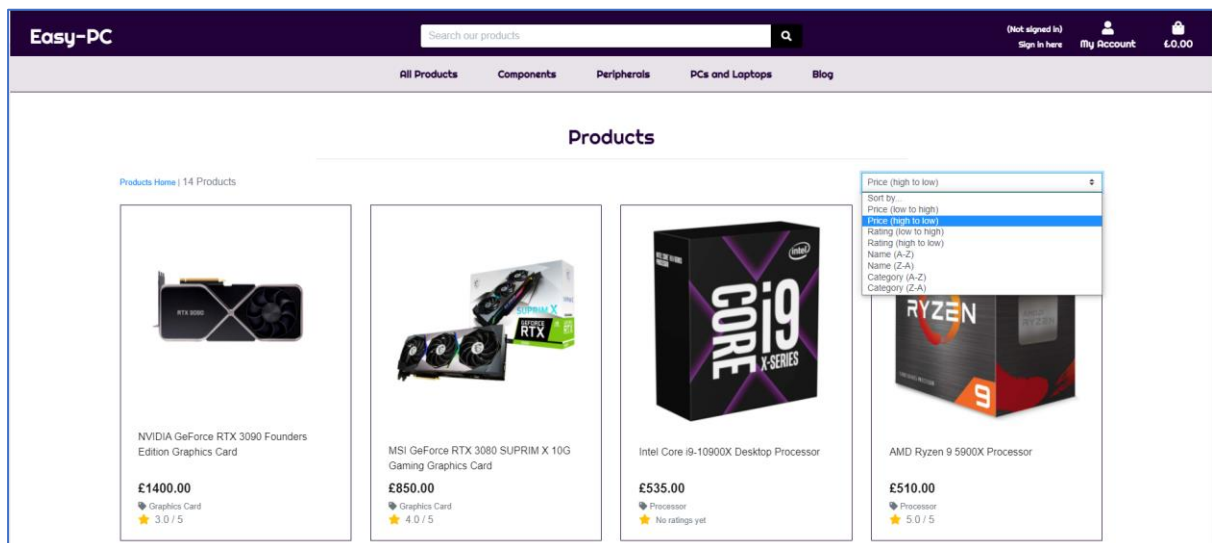 Easy-PC
Search our products
(Not signed in)
Sign in here
My Account
£0.00
All Products
Components
Peripherals
PCs and Laptops
Blog
Products
Products Home | 14 Products
Price (high to low)
Sort by...
Price (low to high)
Price (high to low)
Rating (low to high)
Rating (high to low)
Name (A-Z)
Name (Z-A)
Category (A-Z)
Category (Z-A)
RTX 3090
NVIDIA GeForce RTX 3090 Founders
Edition Graphics Card
£1400.00
Graphics Card
3.0 / 5
SUPRIM X
GEFORCE
RTX
MSI GeForce RTX 3080 SUPRIM X 10G
Gaming Graphics Card
£850.00
Graphics Card
4.0 / 5
intel
CORE i9
X-SERIES
Intel Core i9-10900X Desktop Processor
£535.00
Processor
No ratings yet
RYZEN
9
AMD Ryzen 9 5900X Processor
£510.00
Processor
5.0 / 5